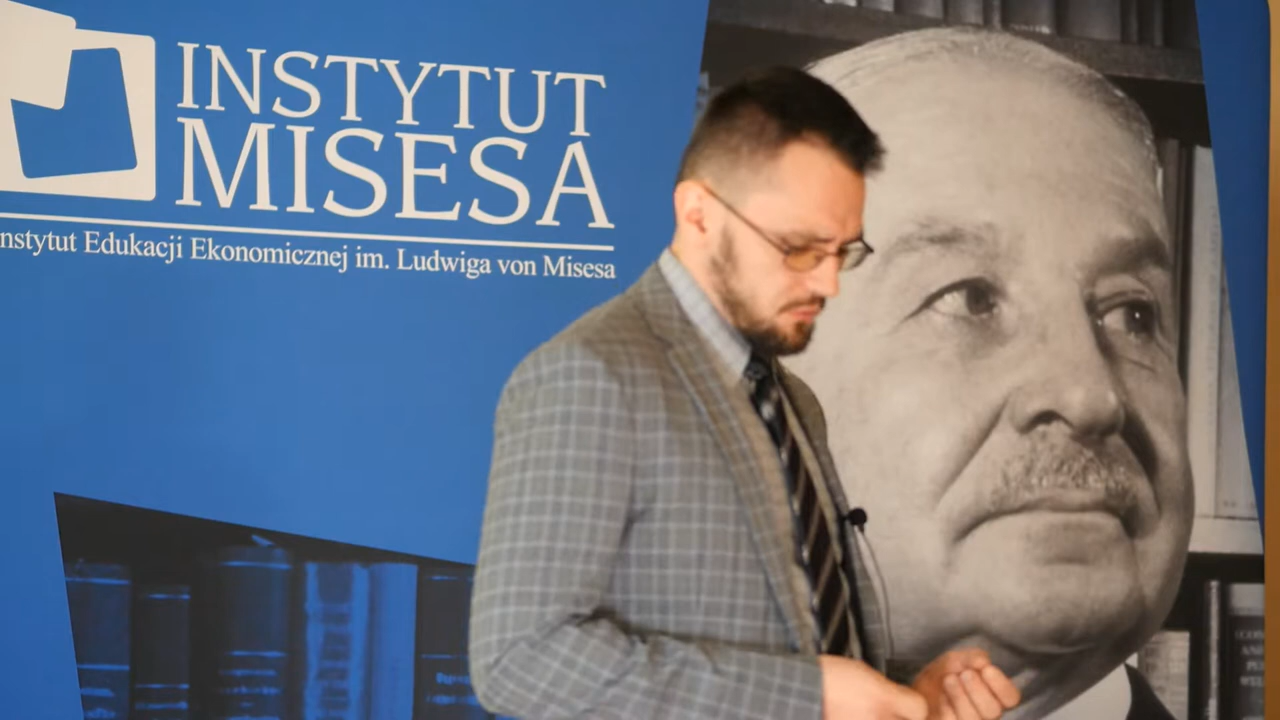 INSTYTUT
MISESA
nstytut Edukacji Ekonomicznej im. Ludwiga von Misesa